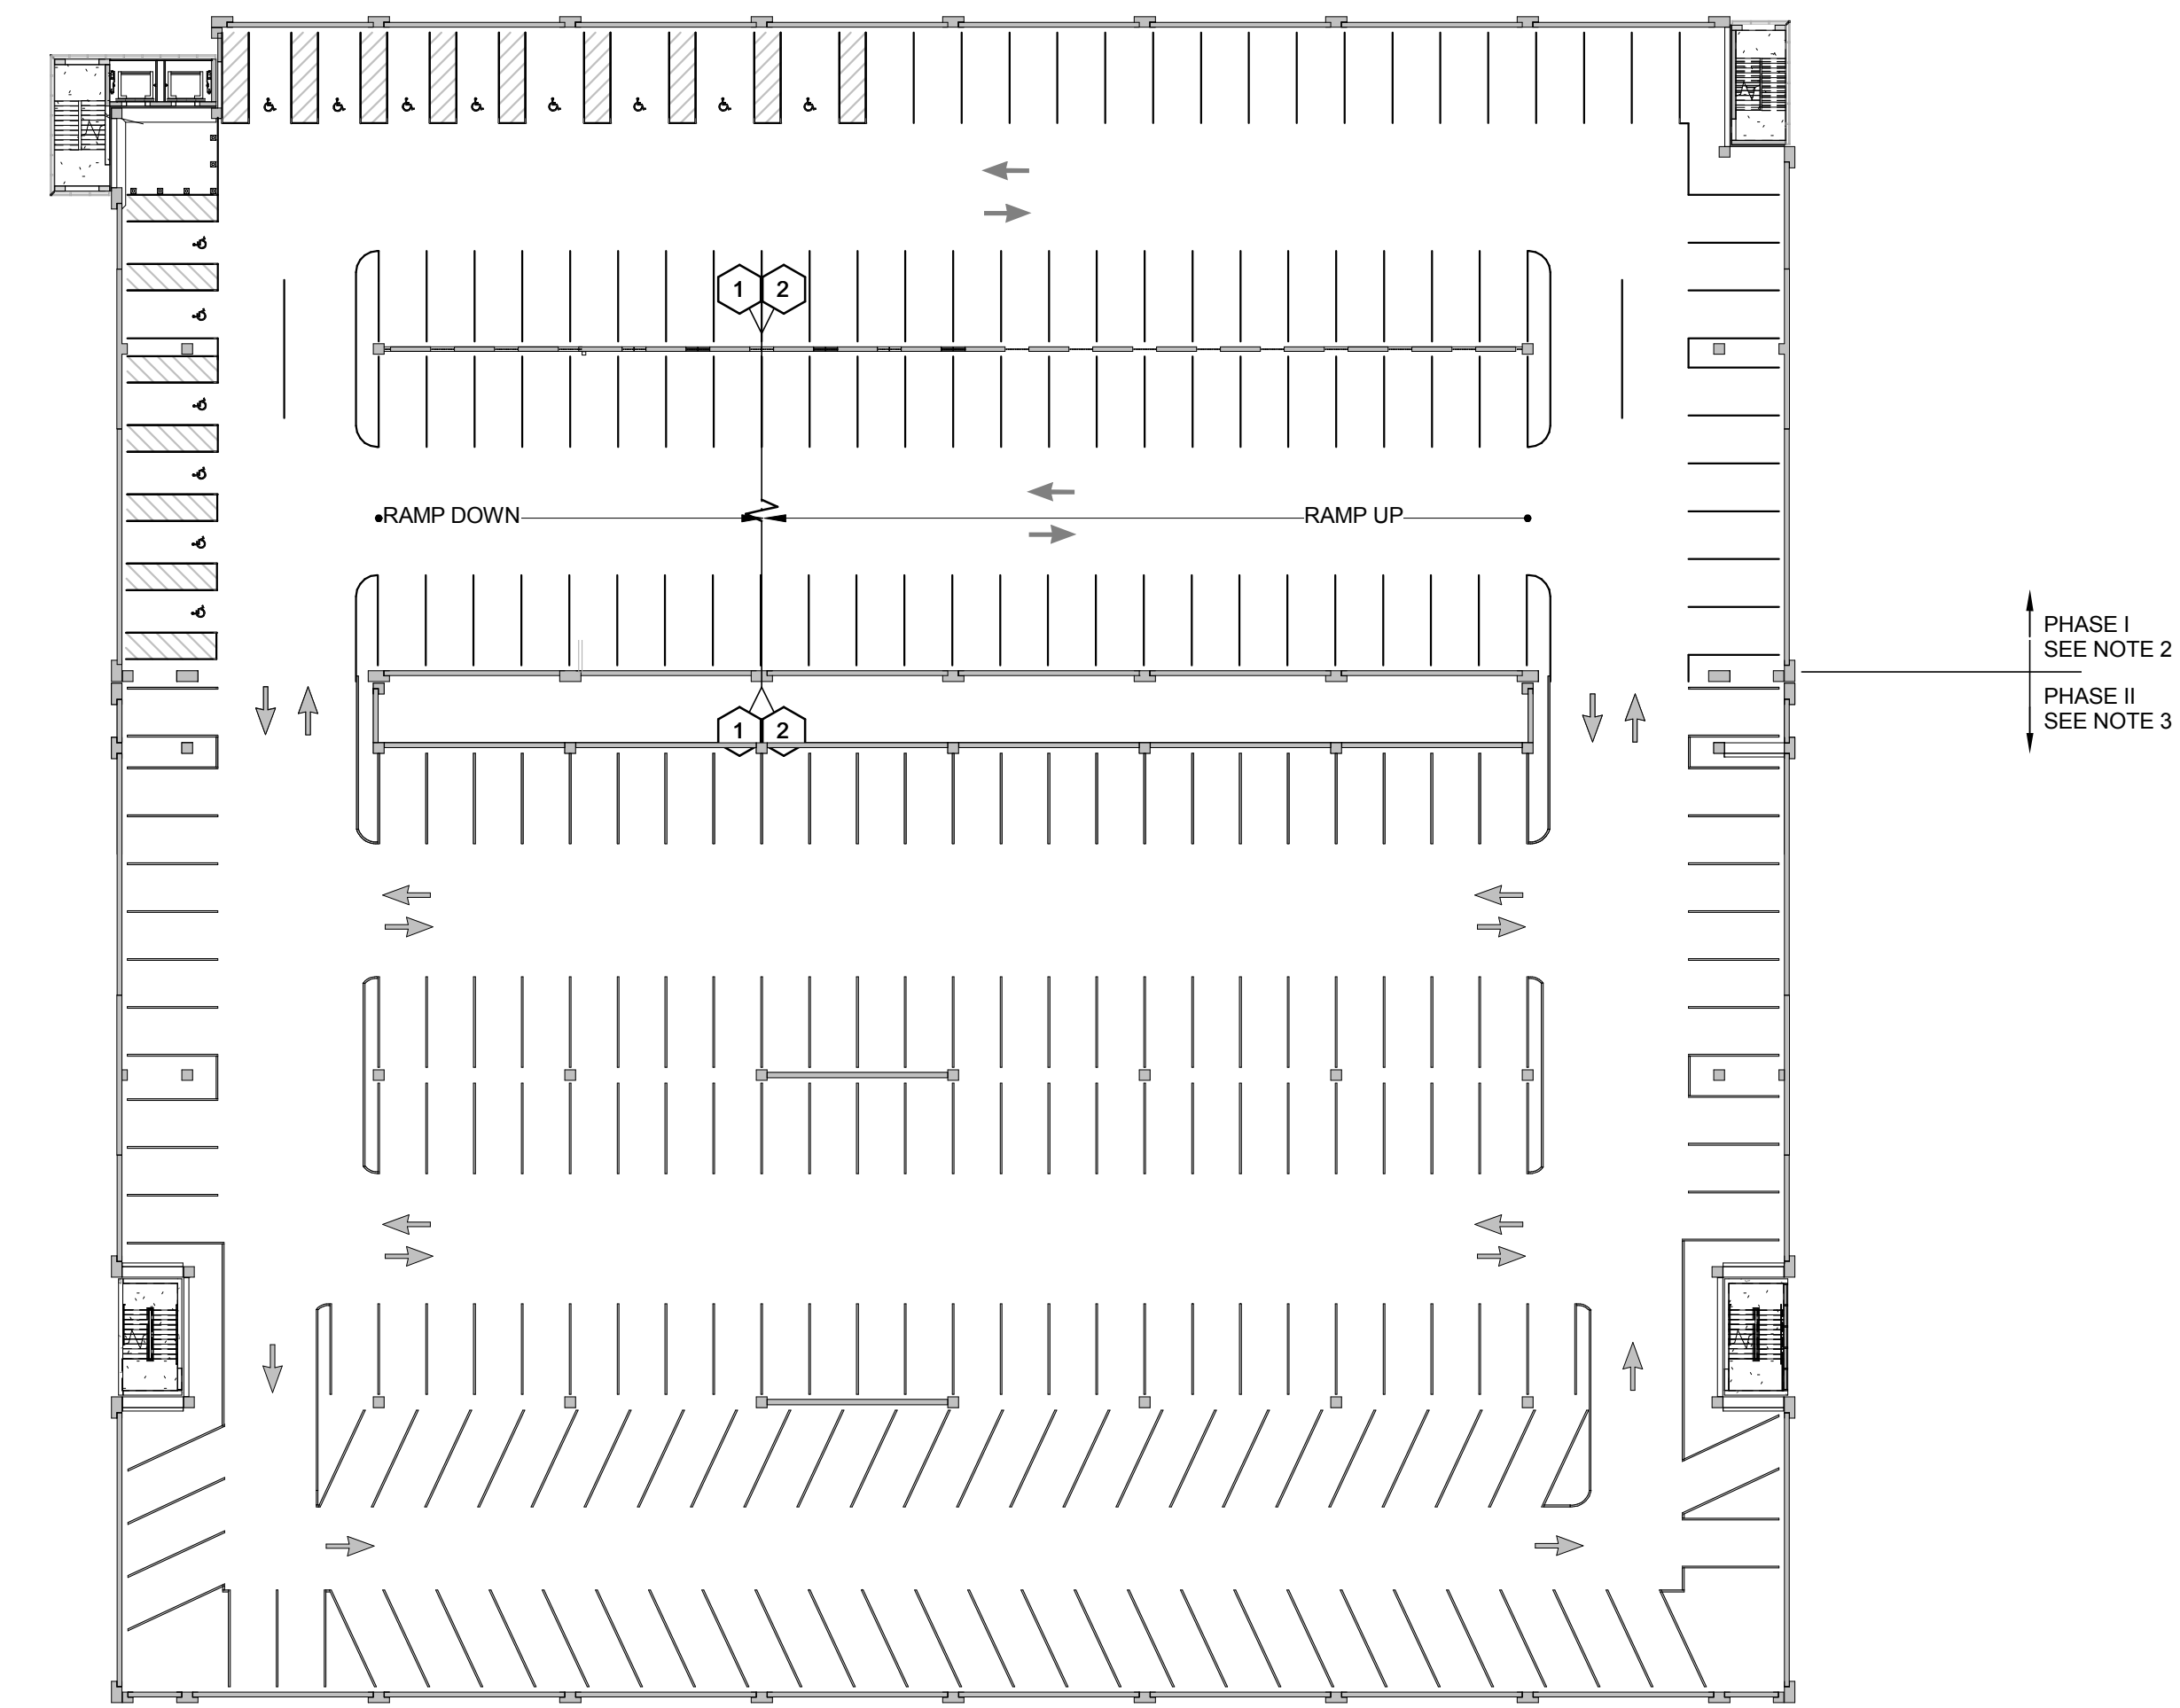 1 2
RAMP DOWN
RAMP UP
PHASE I
SEE NOTE 2
PHASE II
SEE NOTE 3
1 2